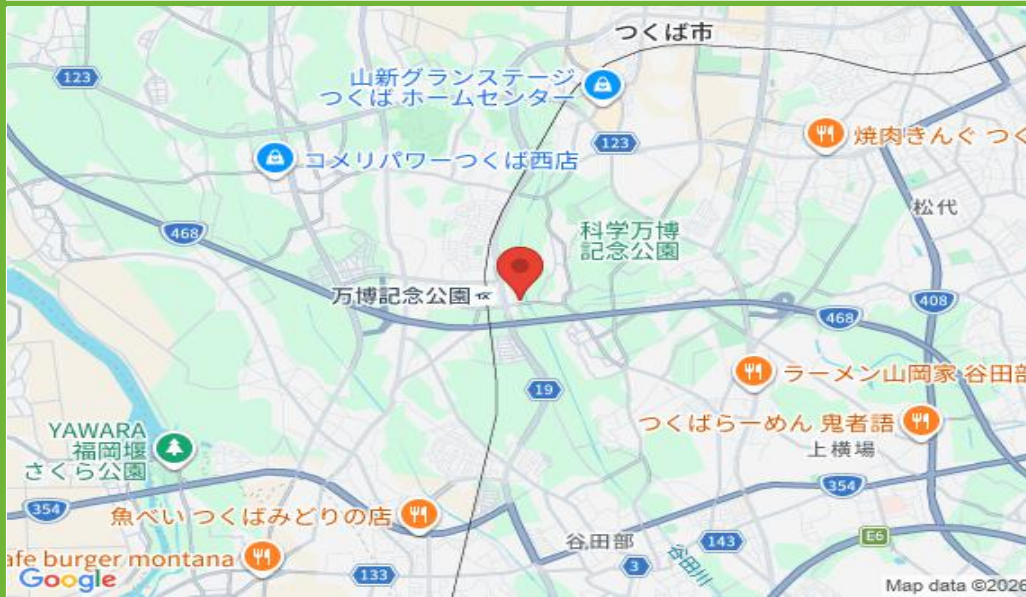 つくば市
123
山新グランステージ
つくば ホームセンター
123
焼肉きんぐ つく
コメリパワーつくば西店
松代
468
科学万博
記念公園
万博記念公園
408
468
ラーメン山岡家 谷田部
19
つくばらーめん 鬼者語
YAWARA
福岡堰
さくら公園
上横場
354
354
魚べい つくばみどりの店
谷田部
谷田川
143
E6
afe burger montana
3
133
Google
Map data ©2026